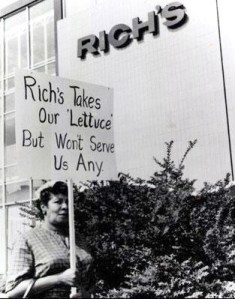 RICH'S
Rich's Takes
Our "Lettuce"
But Won't Serve
Us Any.